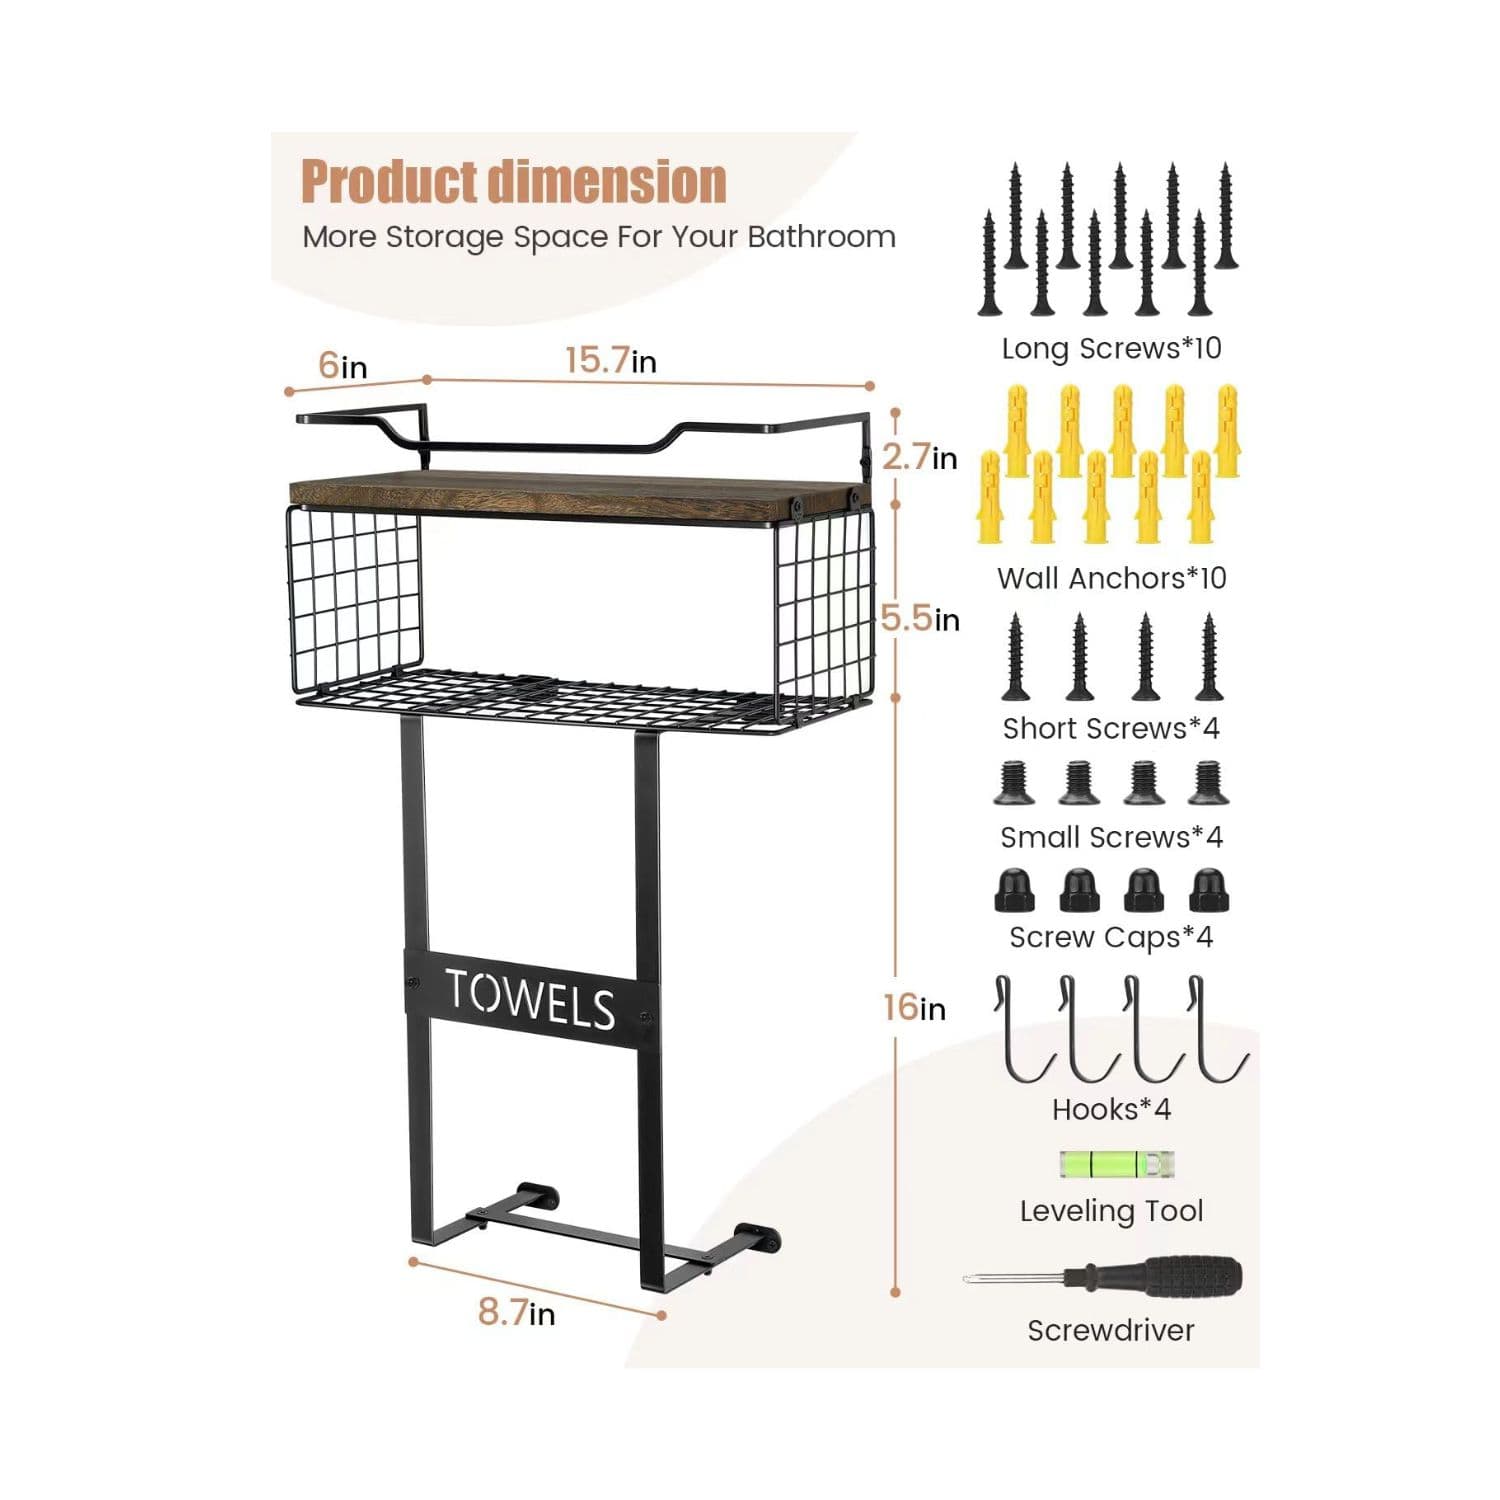 Product dimension
More Storage Space For Your Bathroom
6in
15.7in
2.7in
5.5in
16in
8.7in
TOWELS
Long Screws*10
Wall Anchors*10
Short Screws*4
Small Screws*4
Screw Caps*4
Hooks*4
Leveling Tool
Screwdriver